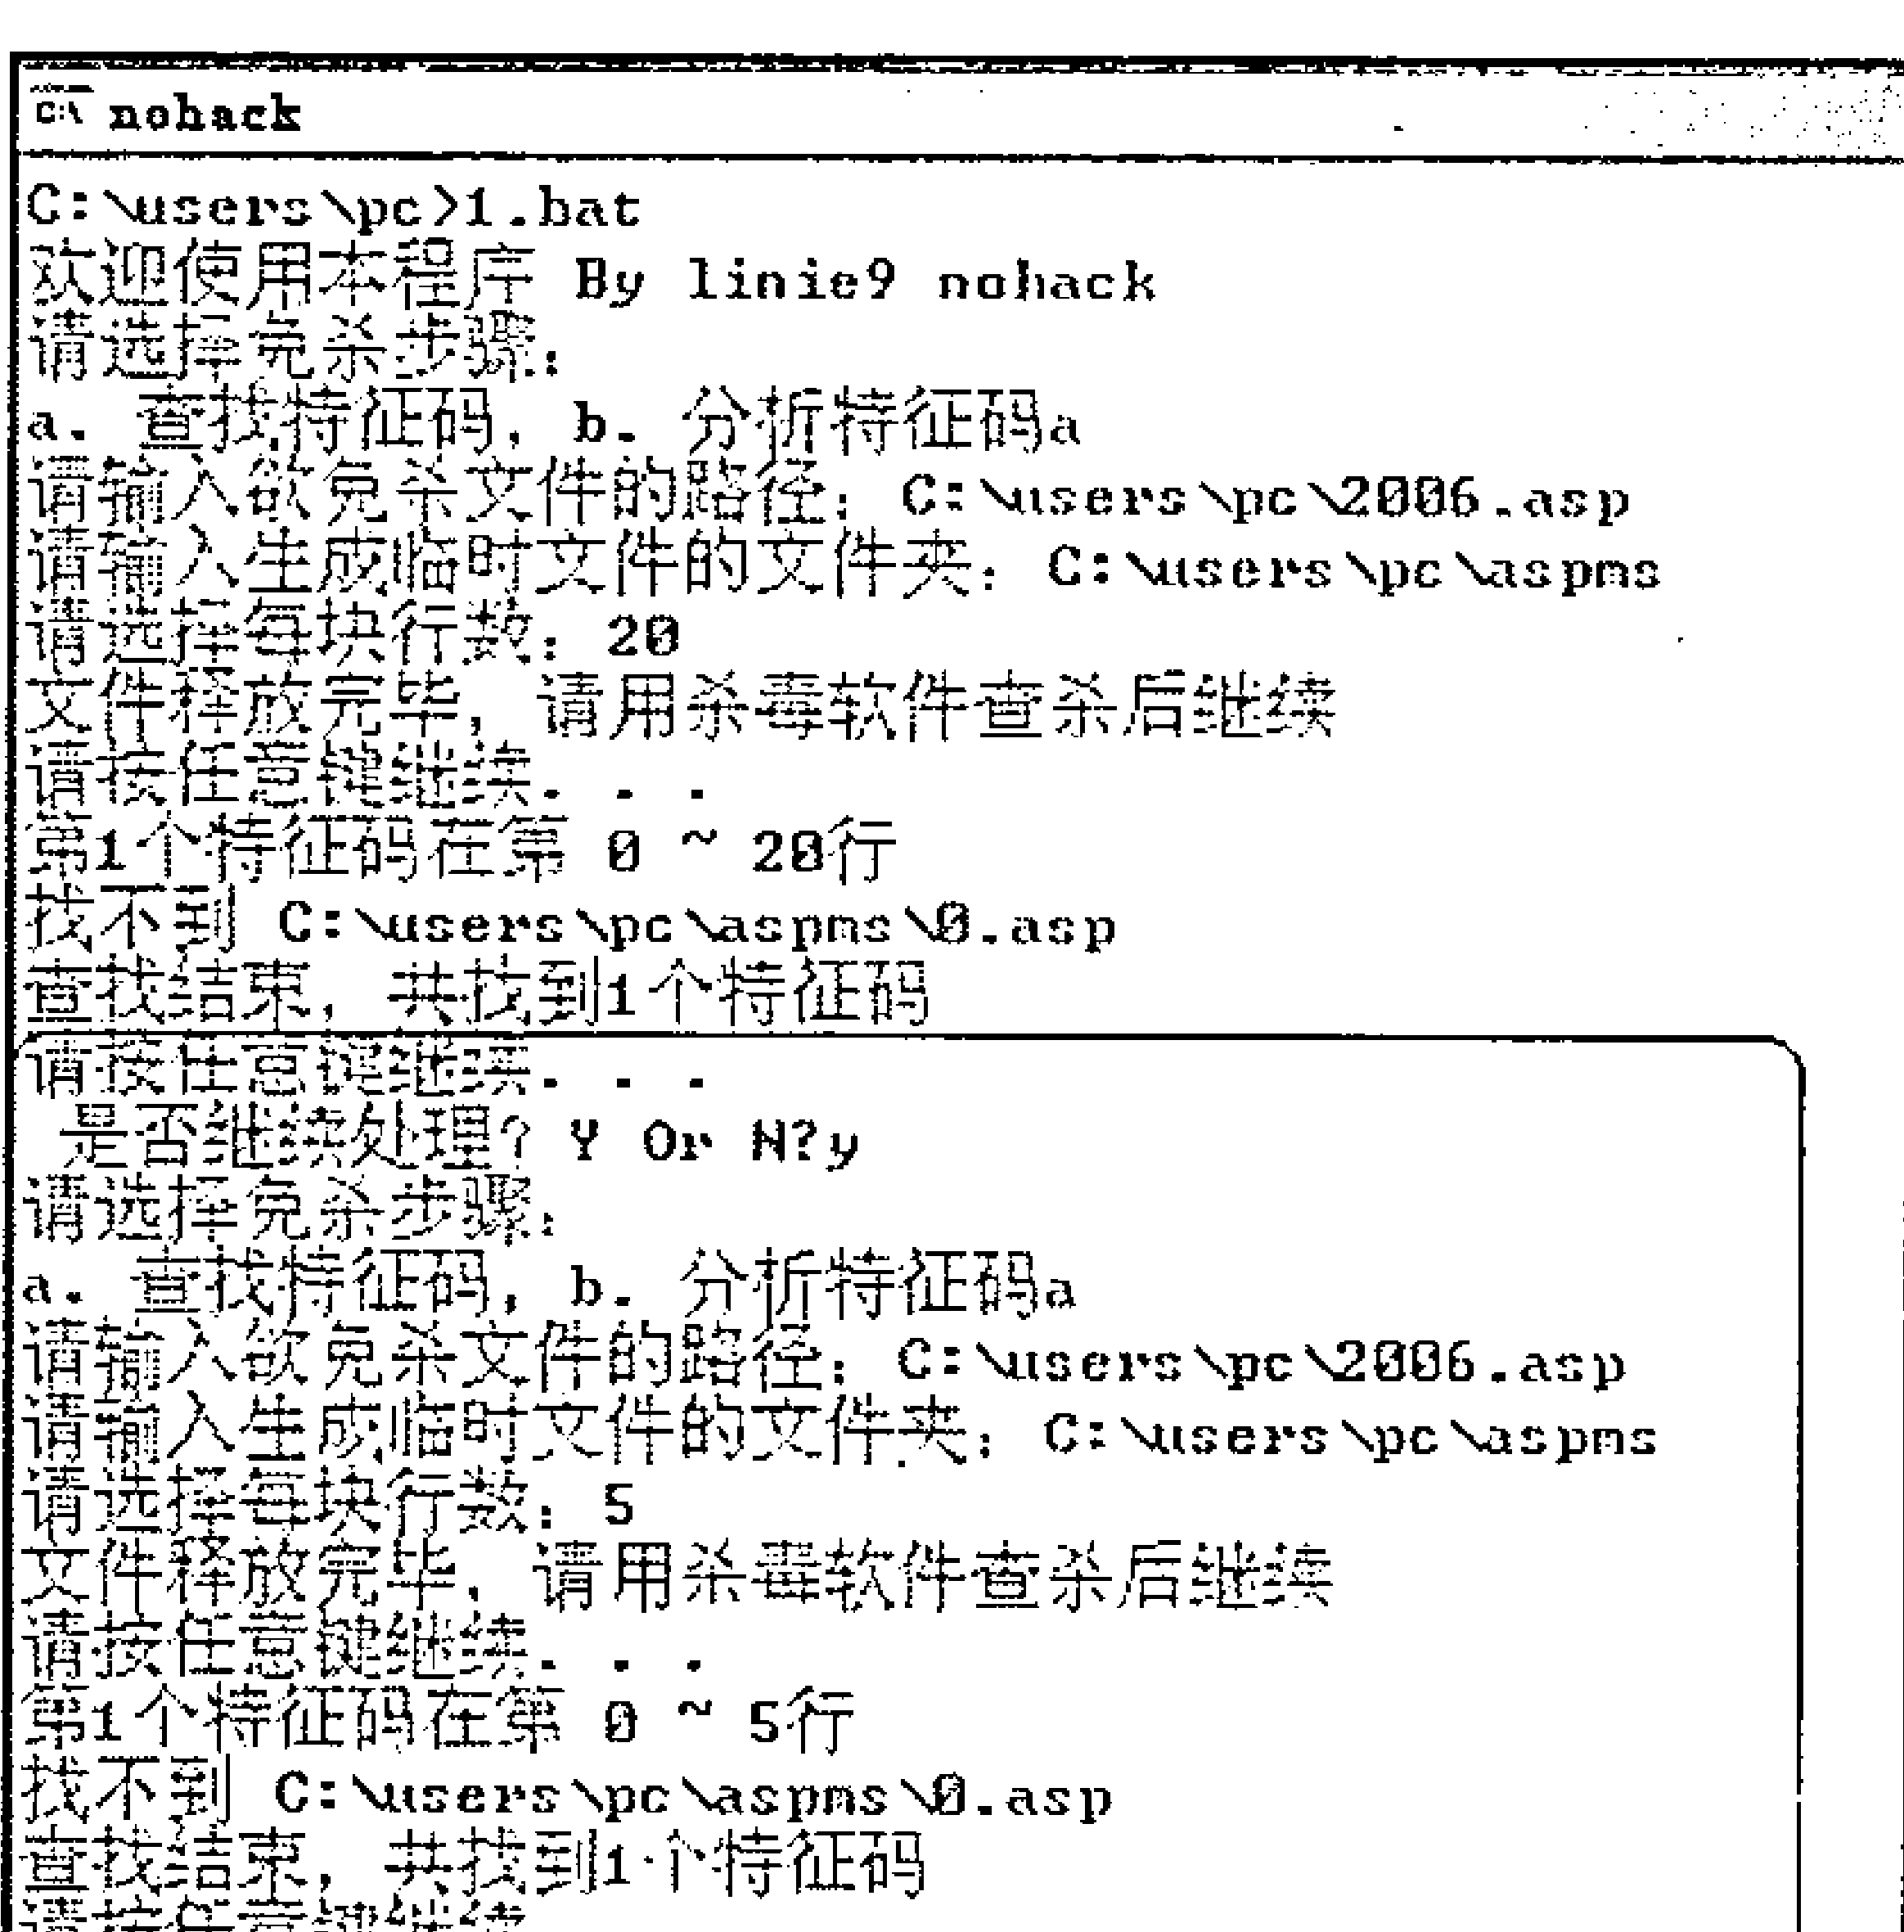 nohack
C:\users\pc>1.bat
欢迎使用本程序 By linie9 nohack
请选择免杀步骤:
a. 查找特征码, b. 分析特征码a
请输入欲免杀文件的路径: C:\users\pc\2006.asp
请输入生成临时文件的文件夹: C:\users\pc\aspms
请选择每块行数: 20
文件释放完毕, 请用杀毒软件查杀后继续
请按任意键继续. . .
第1个特征码在第 0 ~ 20行
找不到 C:\users\pc\aspms\0.asp
查找结束, 共找到1个特征码
请按任意键继续. . .
是否继续处理? Y Or N?y
请选择免杀步骤:
a. 查找特征码, b. 分析特征码a
请输入欲免杀文件的路径: C:\users\pc\2006.asp
请输入生成临时文件的文件夹: C:\users\pc\aspms
请选择每块行数: 5
文件释放完毕, 请用杀毒软件查杀后继续
请按任意键继续. . .
第1个特征码在第 0 ~ 5行
找不到 C:\users\pc\aspms\0.asp
查找结束, 共找到1个特征码
请按任意键继续